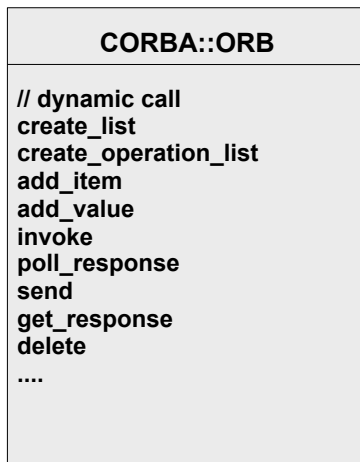 CORBA::ORB
// dynamic call
create_list
create_operation_list
add_item
add_value
invoke
poll_response
send
get_response
delete
....